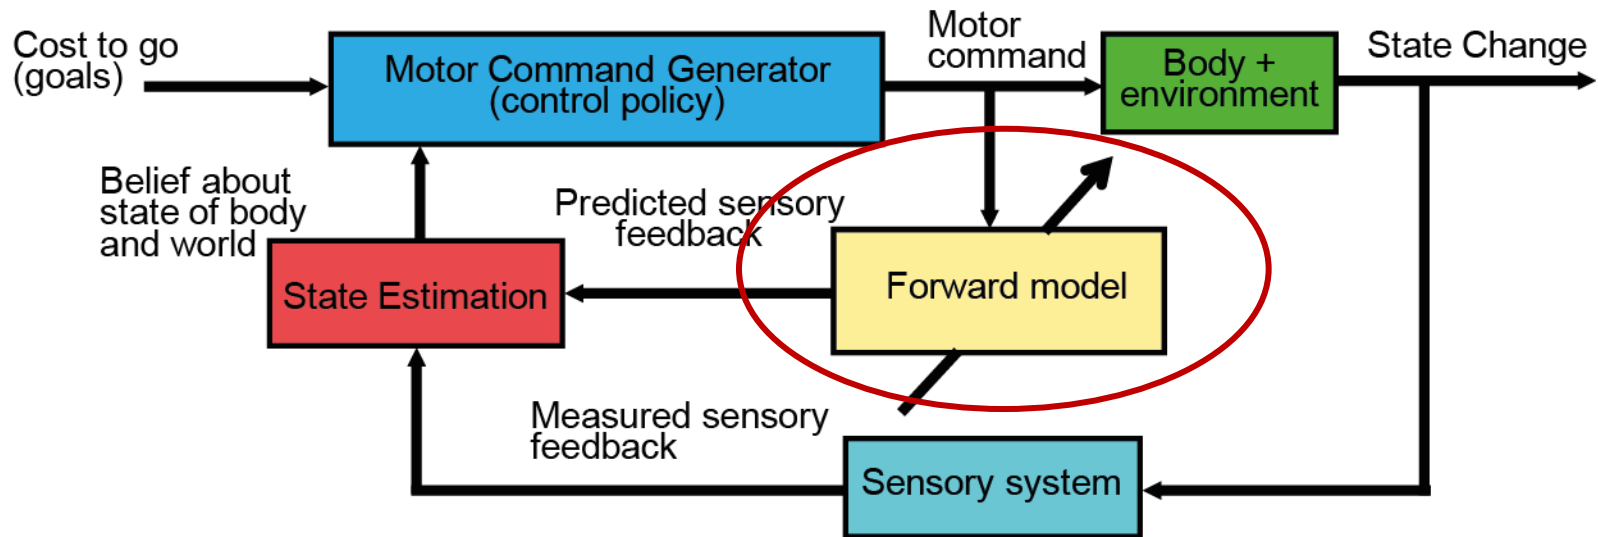 Cost to go
(goals)
Motor Command Generator
(control policy)
Motor
command
Body +
environment
State Change
Belief about
state of body
and world
Predicted sensory
feedback
State Estimation
Forward model
Measured sensory
feedback
Sensory system